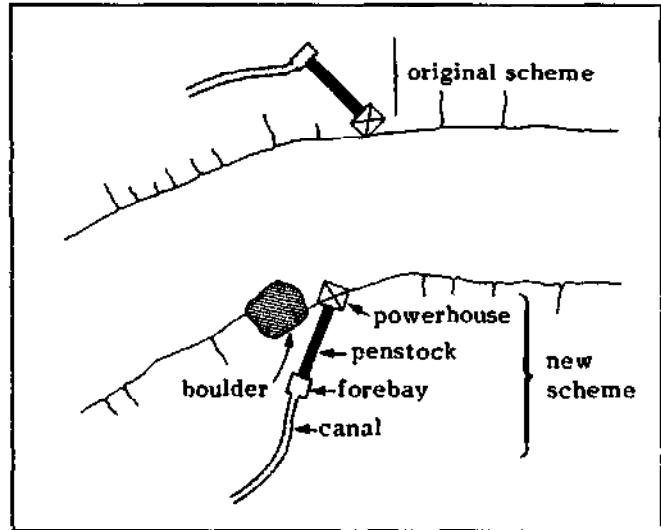 original scheme
powerhouse
penstock
boulder
forebay
canal
new
scheme